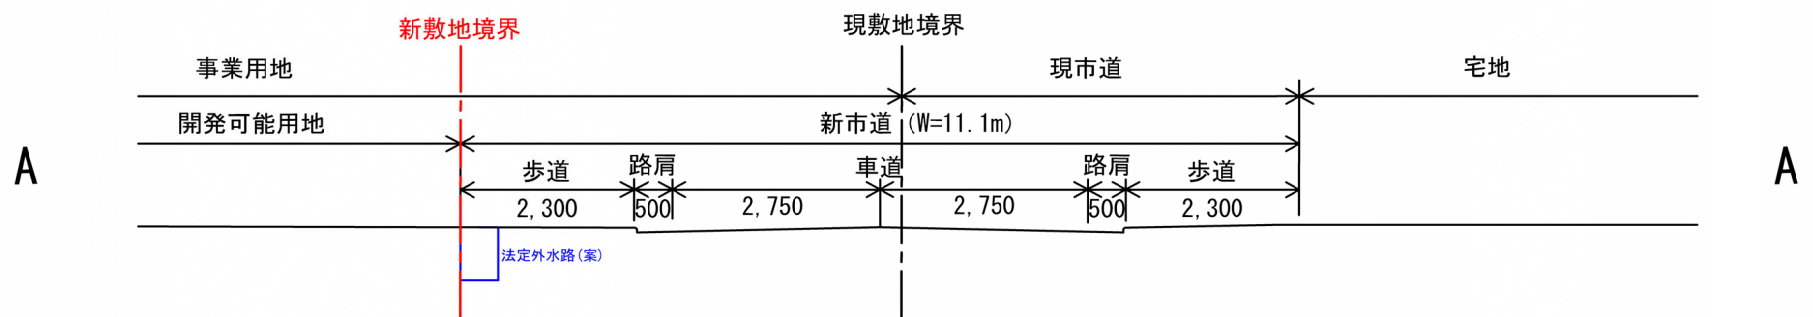 新敷地境界
現敷地境界
事業用地
現市道
宅地
開発可能用地
新市道 (W=11.1m)
A
A
歩道
路肩
車道
路肩
歩道
2,300
500
2,750
2,750
500
2,300
法定外水路(案)